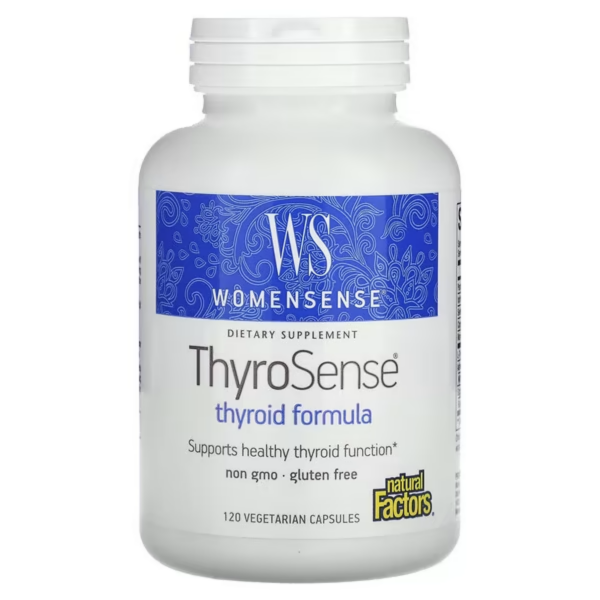 WS
WOMENSENSE®
DIETARY SUPPLEMENT
ThyroSense®
thyroid formula
Supports healthy thyroid function*
non gmo · gluten free
120 VEGETARIAN CAPSULES
natural
Factors®